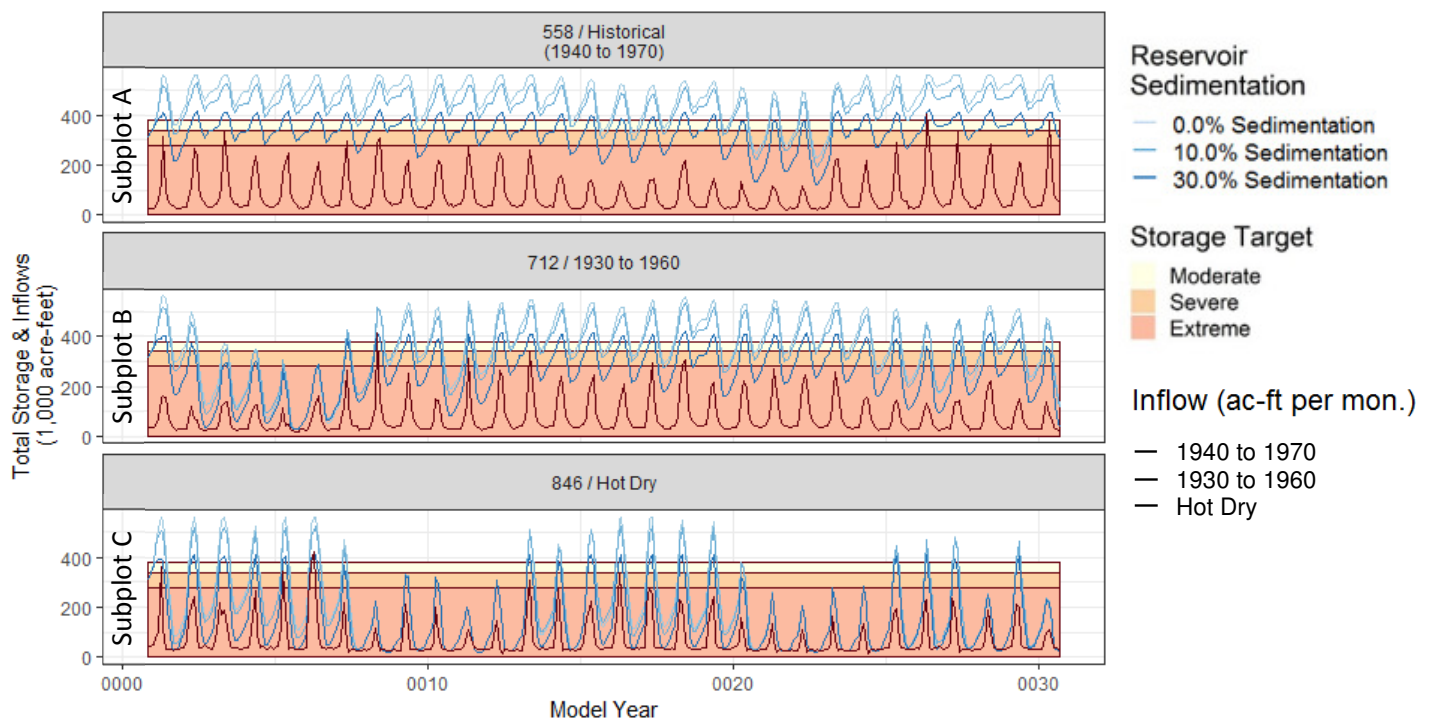 558 / Historical
(1940 to 1970)
Subplot A
400
200
0
712 / 1930 to 1960
Subplot B
400
200
0
846 / Hot Dry
Subplot C
400
200
0
0000
0010
0020
0030
Model Year
Total Storage & Inflows
(1,000 acre-feet)
Reservoir
Sedimentation
0.0% Sedimentation
10.0% Sedimentation
30.0% Sedimentation
Storage Target
Moderate
Severe
Extreme
Inflow (ac-ft per mon.)
1940 to 1970
1930 to 1960
Hot Dry